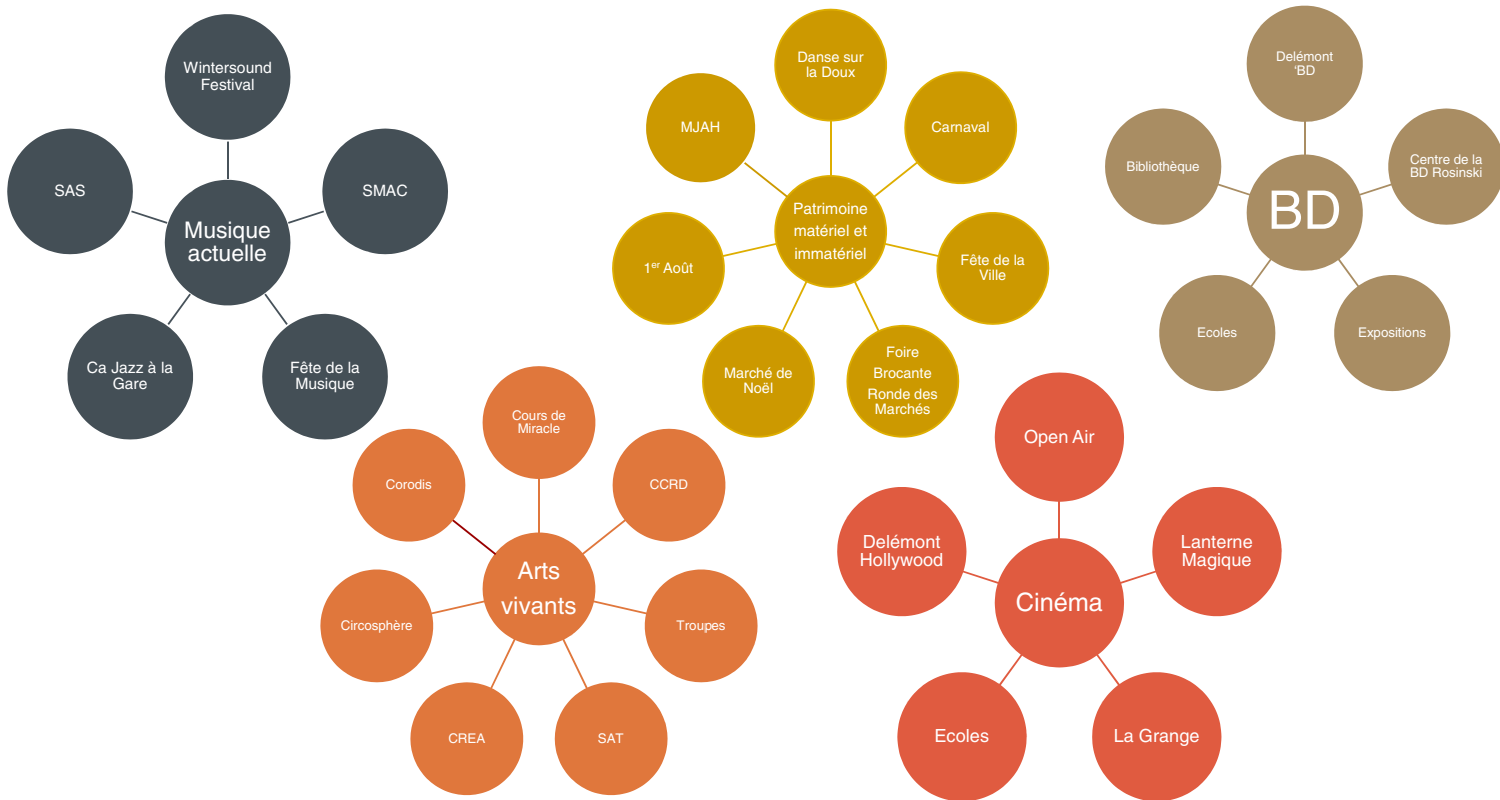 Wintersound
Festival
SAS
SMAC
Musique
actuelle
Ca Jazz à la
Gare
Fête de la
Musique
Danse sur
la Doux
MJAH
Carnaval
Patrimoine
matériel et
immatériel
1er Août
Fête de la
Ville
Marché de
Noël
Foire
Brocante
Ronde des
Marchés
Delémont
'BD
Bibliothèque
Centre de la
BD Rosinski
BD
Ecoles
Expositions
Cours de
Miracle
Corodis
CCRD
Arts
vivants
Circosphère
Troupes
CREA
SAT
Open Air
Delémont
Hollywood
Lanterne
Magique
Cinéma
Ecoles
La Grange